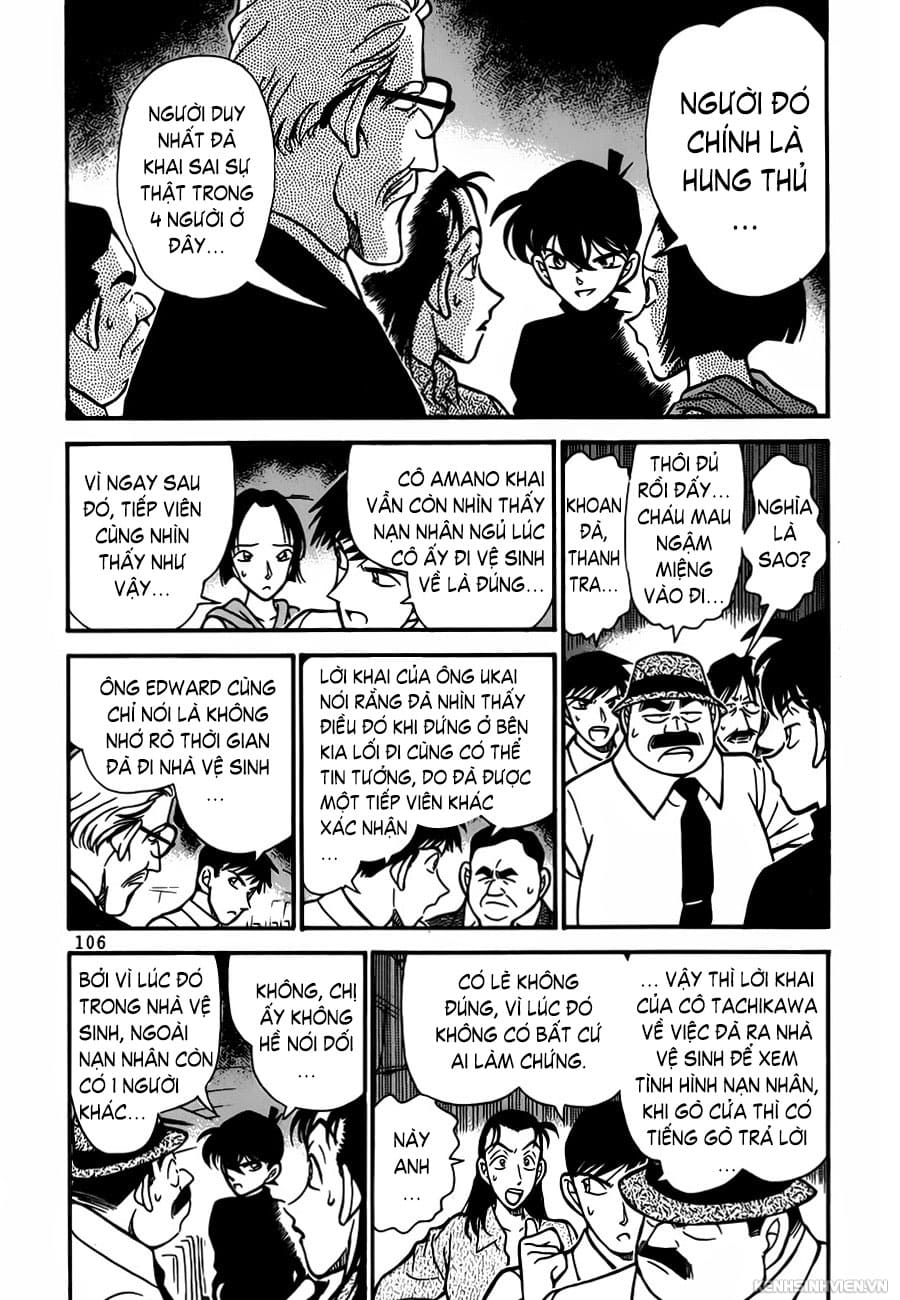 NGƯỜI ĐÓ
CHÍNH LÀ
HUNG THỦ
...
NGƯỜI DUY
NHẤT ĐÃ
KHAI SAI SỰ
THẬT TRONG
4 NGƯỜI Ở
ĐÂY...
NGHĨA
LÀ
SAO?
THÔI ĐỦ
RỒI ĐẤY...
CHÁU MAU
NGẬM
MIỆNG
VÀO ĐI...
KHOAN
ĐÃ,
THANH
TRA...
CÔ AMANO KHAI
VẪN CÒN NHÌN THẤY
NẠN NHÂN NGỦ LÚC
CÔ ẤY ĐI VỆ SINH
VỀ LÀ ĐÚNG...
VÌ NGAY SAU
ĐÓ, TIẾP VIÊN
CŨNG NHÌN
THẤY NHƯ
VẬY...
LỜI KHAI CỦA ÔNG UKAI
NÓI RẰNG ĐÃ NHÌN THẤY
ĐIỀU ĐÓ KHI ĐỨNG Ở BÊN
KIA LỐI ĐI CŨNG CÓ THỂ
TIN TƯỞNG, DO ĐÃ ĐƯỢC
MỘT TIẾP VIÊN KHÁC
XÁC NHẬN
...
ÔNG EDWARD CŨNG
CHỈ NÓI LÀ KHÔNG
NHỚ RÕ THỜI GIAN
ĐÃ ĐI NHÀ VỆ SINH
...
106
... VẬY THÌ LỜI KHAI
CỦA CÔ TACHIKAWA
VỀ VIỆC ĐÃ RA NHÀ
VỆ SINH ĐỂ XEM
TÌNH HÌNH NẠN NHÂN,
KHI GÕ CỬA THÌ CÓ
TIẾNG GÕ TRẢ LỜI
...
CÓ LẼ KHÔNG
ĐÚNG, VÌ LÚC ĐÓ
KHÔNG CÓ BẤT CỨ
AI LÀM CHỨNG.
NÀY
ANH
...
KHÔNG, CHỊ
ẤY KHÔNG
HỀ NÓI DỐI
...
BỞI VÌ LÚC ĐÓ
TRONG NHÀ VỆ
SINH, NGOÀI
NẠN NHÂN CÒN
CÓ 1 NGƯỜI
KHÁC...
KENHSINHVIEN.VN